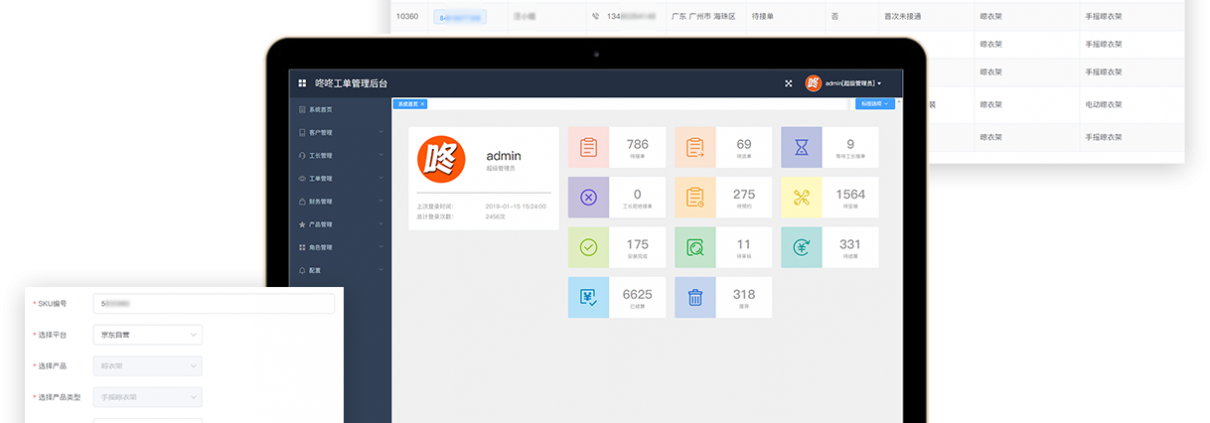 10360 134 广东 广州市 海珠区 待接单 否 首次未接通 晾衣架 手摇晾衣架
晾衣架 手摇晾衣架
晾衣架 手摇晾衣架
装 晾衣架 电动晾衣架
晾衣架 手摇晾衣架
咚咚工单管理后台
admin[超级管理员]
系统首页
系统首页 ×
标签选项
客户管理
工长管理
工单管理
财务管理
产品管理
角色管理
配置
咚
admin
超级管理员
上次登录时间: 2019-01-15 15:24:00
总计登录次数: 2456次
786
待接单
69
待派单
9
等待工长接单
0
工长拒绝接单
275
待预约
1564
待安装
175
安装完成
11
待审核
331
待结算
6625
已结算
318
废弃
* SKU编号 5
* 选择平台 京东自营
* 选择产品 晾衣架
* 选择产品类型 手摇晾衣架